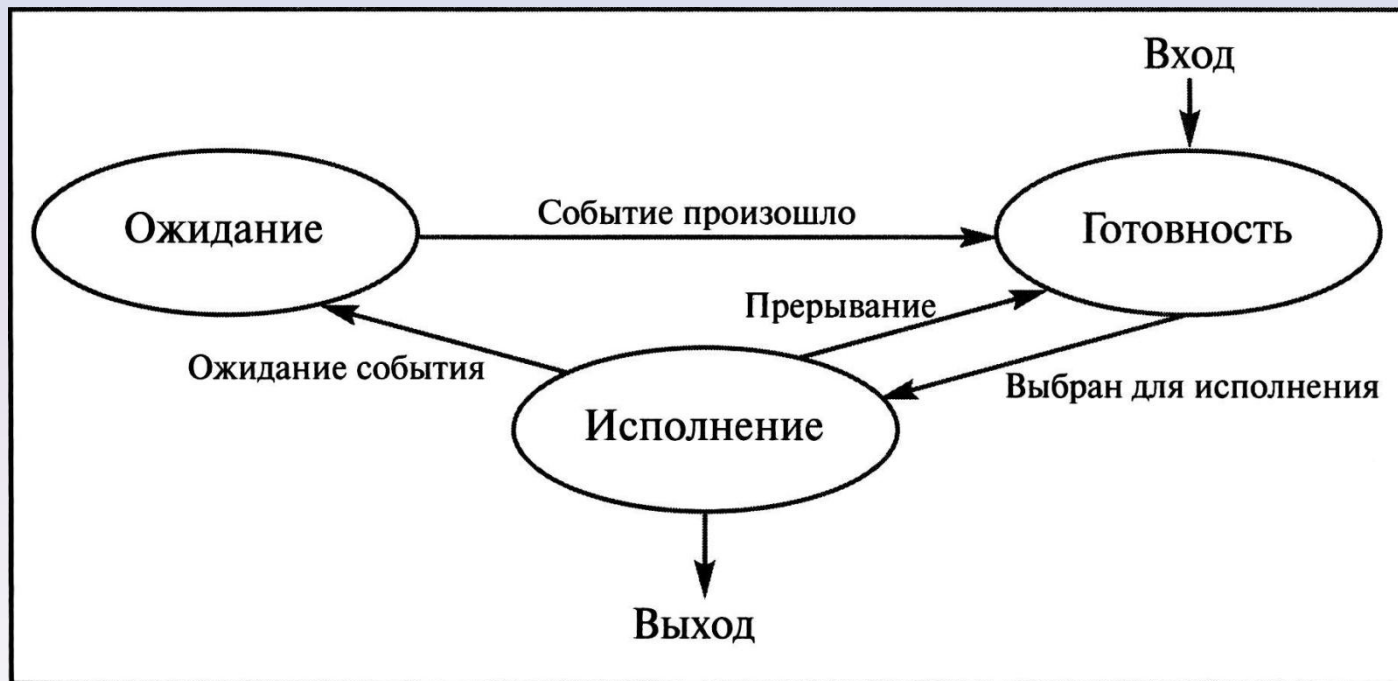 Вход
Ожидание
Событие произошло
Готовность
Прерывание
Ожидание события
Выбран для исполнения
Исполнение
Выход